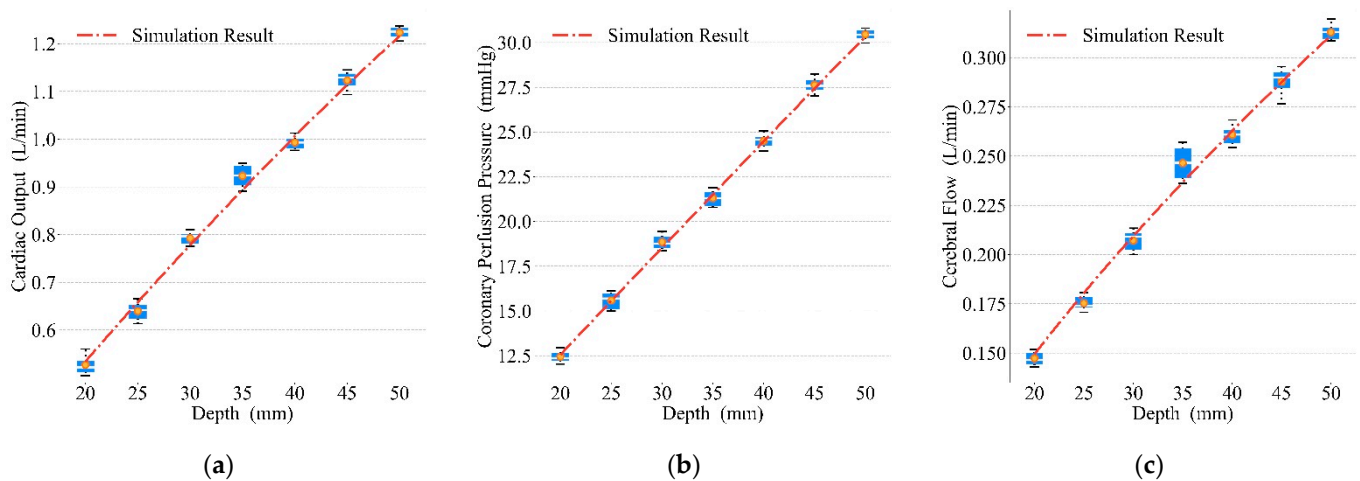 Simulation Result
1.2
1.1
1.0
0.9
0.8
0.7
0.6
Cardiac Output (L/min)
20 25 30 35 40 45 50
Depth (mm)
(a)
Simulation Result
30.0
27.5
25.0
22.5
20.0
17.5
15.0
12.5
Coronary Perfusion Pressure (mmHg)
20 25 30 35 40 45 50
Depth (mm)
(b)
Simulation Result
0.300
0.275
0.250
0.225
0.200
0.175
0.150
Cerebral Flow (L/min)
20 25 30 35 40 45 50
Depth (mm)
(c)